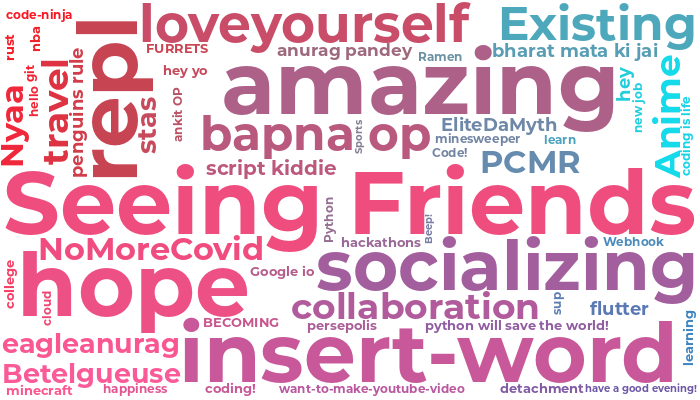 code-ninja
rust
nba
hello git
Nyaa
travel
penguins rule
repl
loveyourself
Existing
FURRETS
anurag pandey
Ramen
bharat mata ki jai
hey yo
stas
ankit OP
amazing
hey
new job
Anime
coding is life
bapna
Sports
op
EliteDaMyth
minesweeper
learn
Code!
PCMR
script kiddie
Seeing Friends
Python
Beep!
NoMoreCovid
hackathons
Webhook
college
hope
cloud
Google io
socializing
collaboration
sup
flutter
BECOMING
persepolis
python will save the world!
learning
eagleanurag
insert-word
Betelgueuse
minecraft
happiness
coding!
want-to-make-youtube-video
detachment
have a good evening!